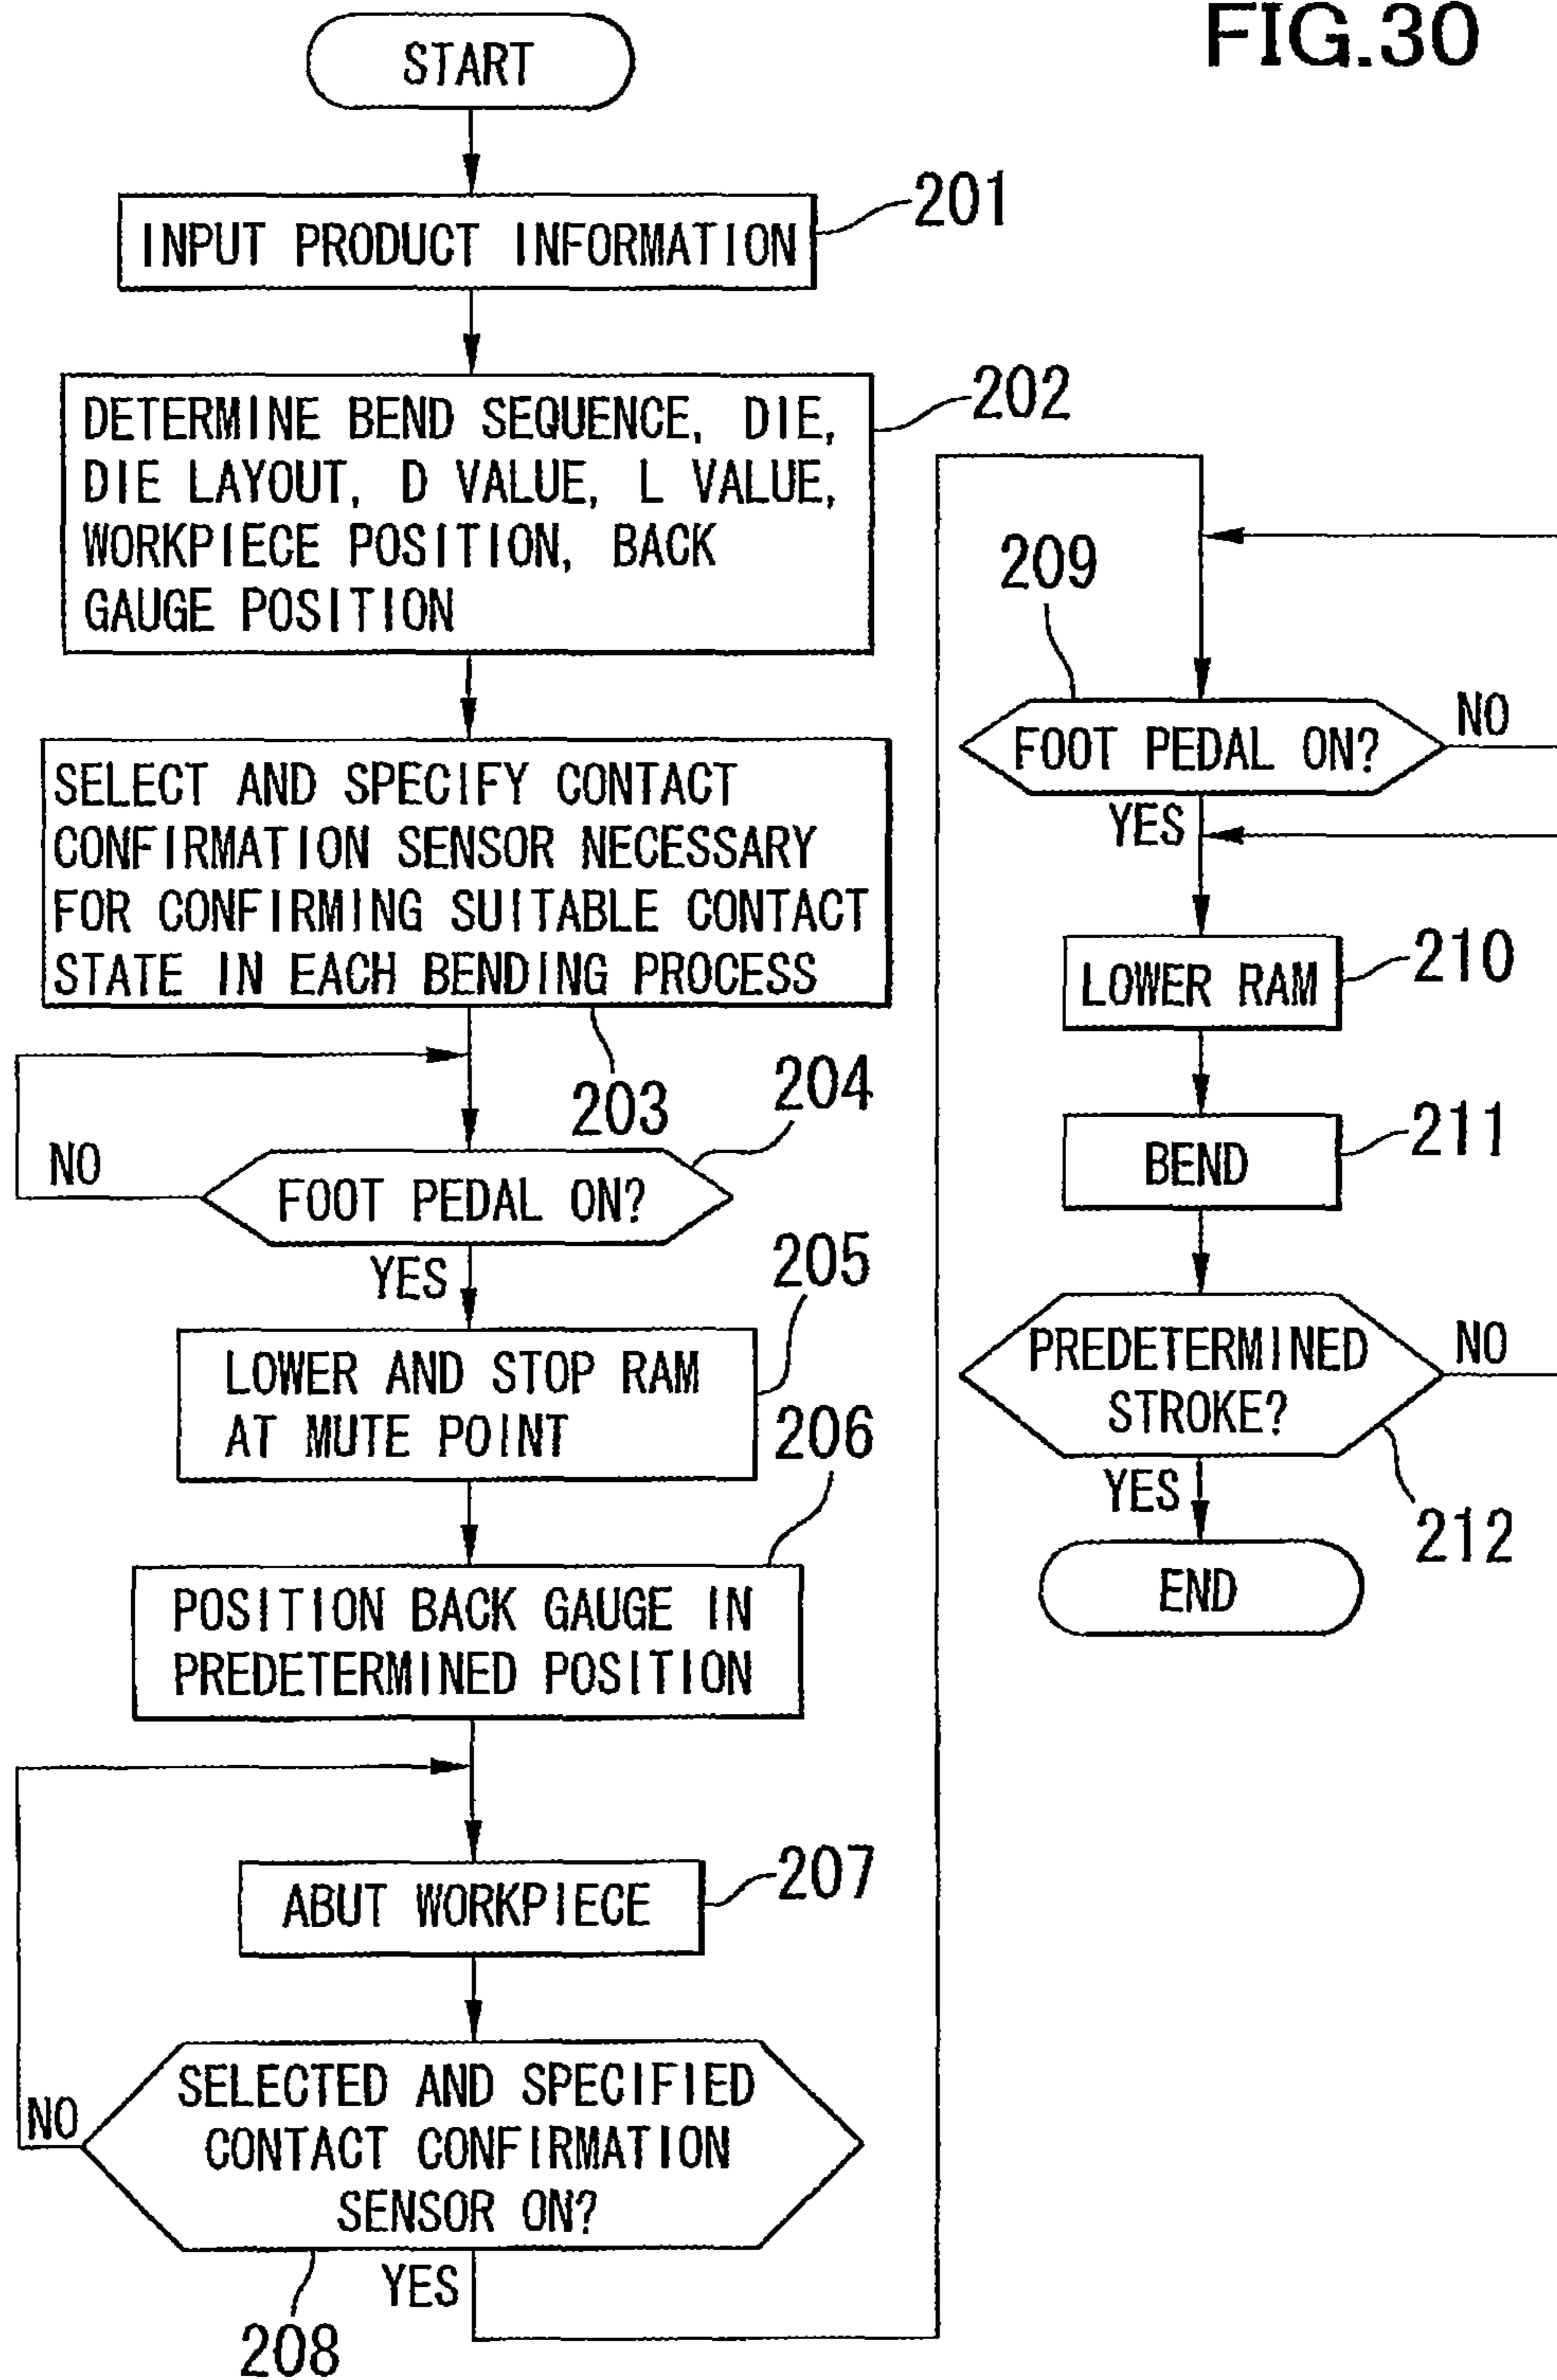 FIG.30
START
INPUT PRODUCT INFORMATION
201
DETERMINE BEND SEQUENCE, DIE,
DIE LAYOUT, D VALUE, L VALUE,
WORKPIECE POSITION, BACK
GAUGE POSITION
202
SELECT AND SPECIFY CONTACT
CONFIRMATION SENSOR NECESSARY
FOR CONFIRMING SUITABLE CONTACT
STATE IN EACH BENDING PROCESS
203
204
NO
FOOT PEDAL ON?
YES
205
LOWER AND STOP RAM
AT MUTE POINT
206
POSITION BACK GAUGE IN
PREDETERMINED POSITION
ABUT WORKPIECE
207
NO
SELECTED AND SPECIFIED
CONTACT CONFIRMATION
SENSOR ON?
YES
208
209
FOOT PEDAL ON?
NO
YES
LOWER RAM
210
BEND
211
PREDETERMINED
STROKE?
NO
YES
212
END